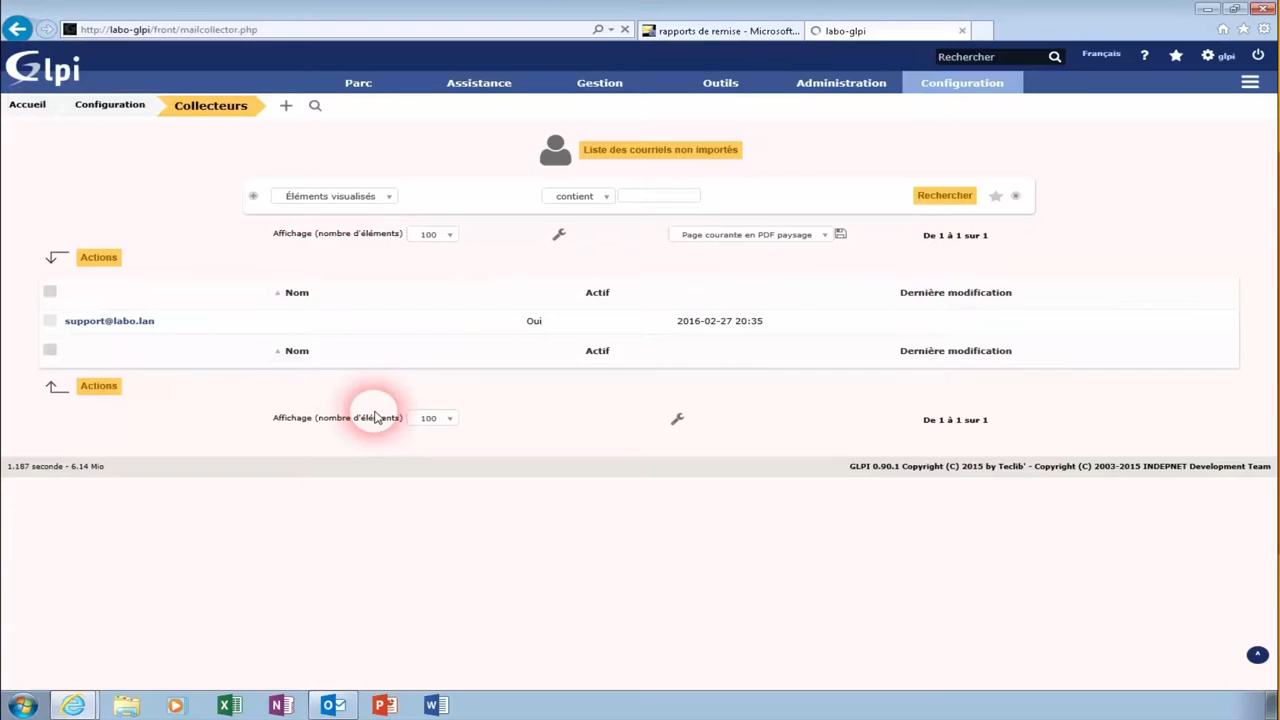 http://labo-glpi/front/mailcollector.php
rapports de remise - Microsoft...
labo-glpi
Glpi
Rechercher
Français
?
glpi
Parc
Assistance
Gestion
Outils
Administration
Configuration
Accueil
Configuration
Collecteurs
Liste des courriels non importés
Éléments visualisés
contient
Rechercher
Affichage (nombre d'éléments)
100
Page courante en PDF paysage
De 1 à 1 sur 1
Actions
Nom
Actif
Dernière modification
support@labo.lan
Oui
2016-02-27 20:35
Nom
Actif
Dernière modification
Actions
Affichage (nombre d'éléments)
100
De 1 à 1 sur 1
1.187 seconde - 6.14 Mio
GLPI 0.90.1 Copyright (C) 2015 by Teclib' - Copyright (C) 2003-2015 INDEPNET Development Team